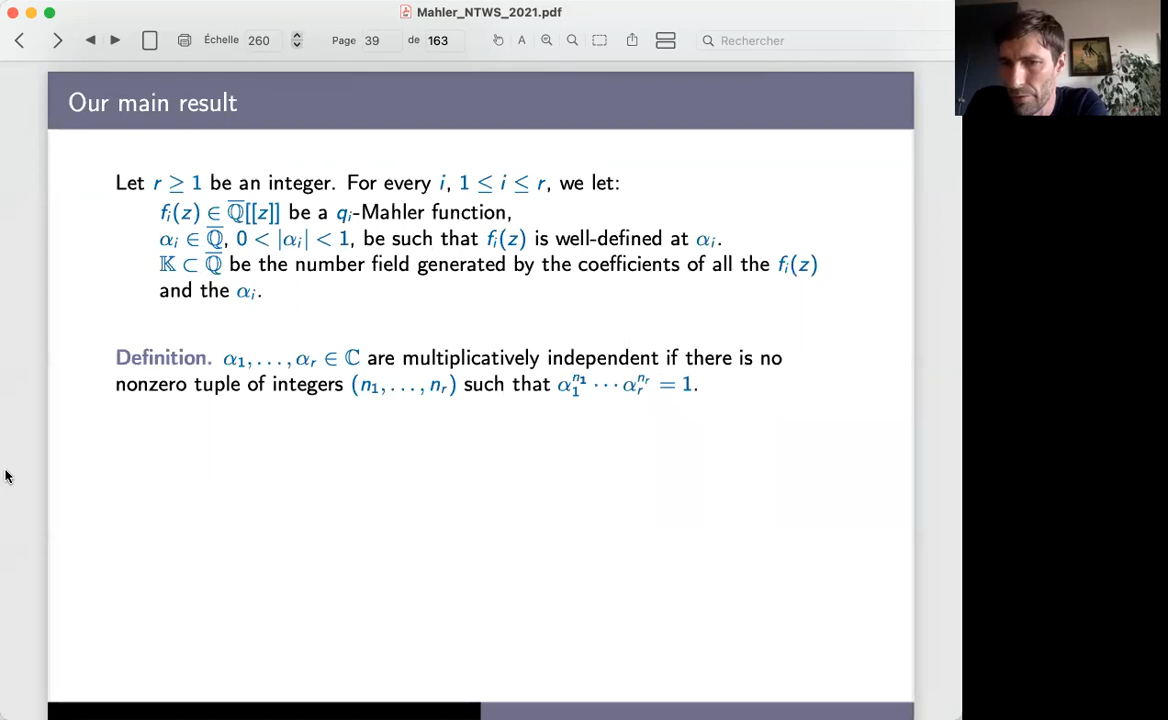 Mahler_NTWS_2021.pdf
Échelle 260 Page 39 de 163 Rechercher
Our main result
Let r ≥ 1 be an integer. For every i, 1 ≤ i ≤ r, we let:
fᵢ(z) ∈ Q̅[[z]] be a qᵢ-Mahler function,
αᵢ ∈ Q̅, 0 < |αᵢ| < 1, be such that fᵢ(z) is well-defined at αᵢ.
𝕂 ⊂ Q̅ be the number field generated by the coefficients of all the fᵢ(z)
and the αᵢ.
Definition. α₁, . . . , αᵣ ∈ ℂ are multiplicatively independent if there is no
nonzero tuple of integers (n₁, . . . , nᵣ) such that α₁^{n₁} ··· αᵣ^{nᵣ} = 1.